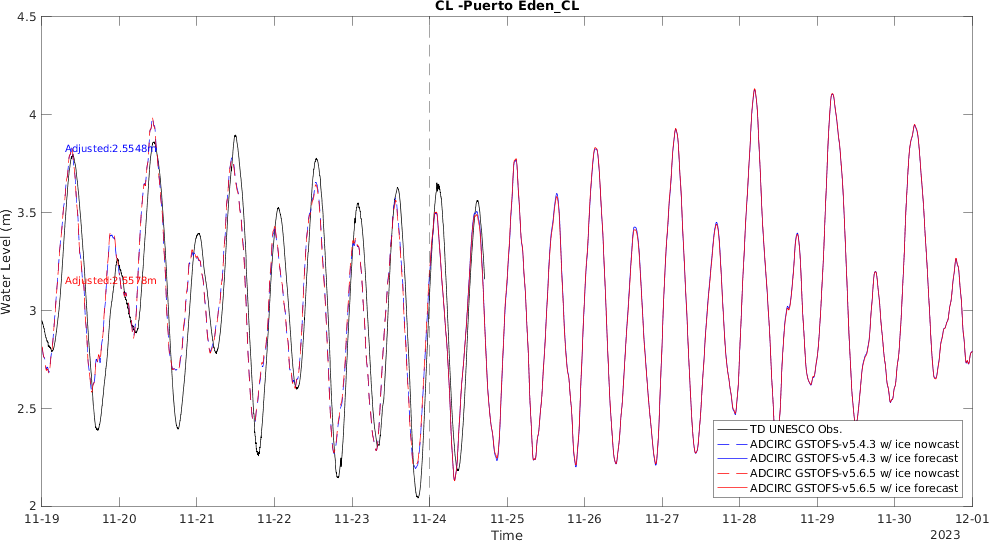 CL -Puerto Eden_CL
4.5
4
3.5
3
2.5
2
Water Level (m)
Adjusted:2.5548m
Adjusted:2.5578m
TD UNESCO Obs.
ADCIRC GSTOFS-v5.4.3 w/ ice nowcast
ADCIRC GSTOFS-v5.4.3 w/ ice forecast
ADCIRC GSTOFS-v5.6.5 w/ ice nowcast
ADCIRC GSTOFS-v5.6.5 w/ ice forecast
11-19 11-20 11-21 11-22 11-23 11-24 11-25 11-26 11-27 11-28 11-29 11-30 12-01
Time
2023